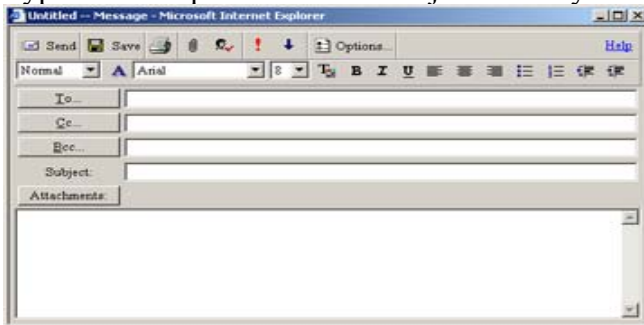 Untitled -- Message - Microsoft Internet Explorer
Send Save Options... Help
Normal A Arial 8 B I U
To...
Cc...
Bcc...
Subject:
Attachments: